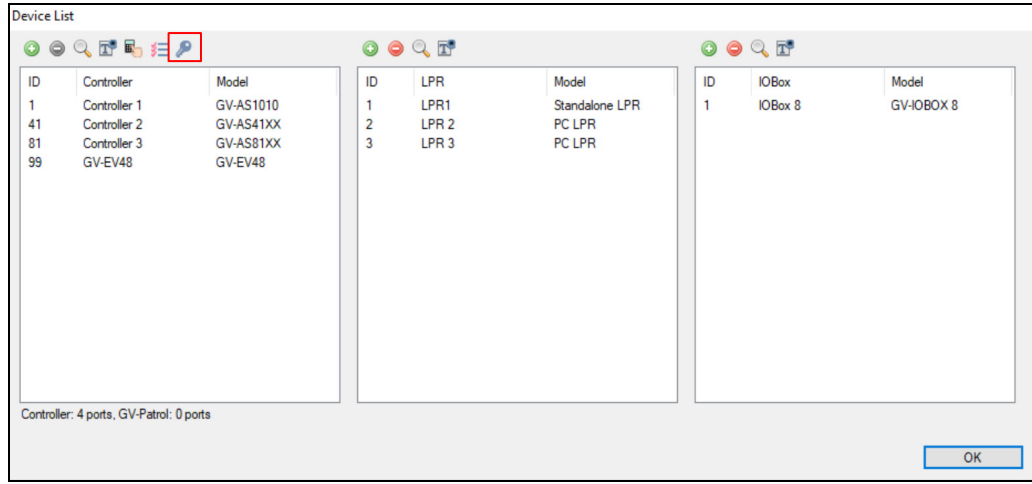 Device List
ID Controller Model
1 Controller 1 GV-AS1010
41 Controller 2 GV-AS41XX
81 Controller 3 GV-AS81XX
99 GV-EV48 GV-EV48
ID LPR Model
1 LPR1 Standalone LPR
2 LPR 2 PC LPR
3 LPR 3 PC LPR
ID IOBox Model
1 IOBox 8 GV-IOBOX 8
Controller: 4 ports, GV-Patrol: 0 ports
OK